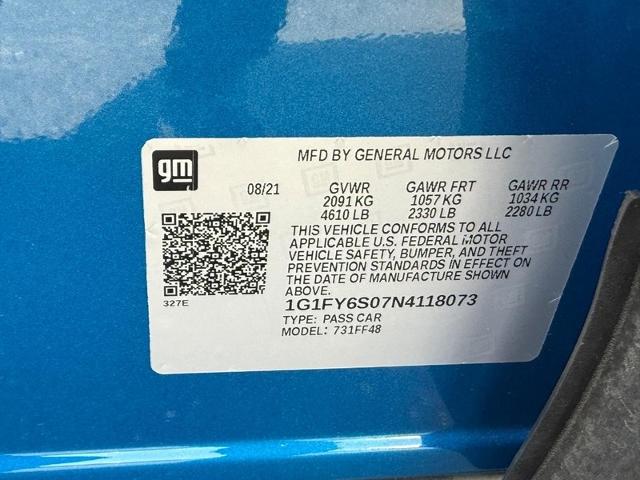 gm
MFD BY GENERAL MOTORS LLC
08/21 GVWR GAWR FRT GAWR RR
2091 KG 1057 KG 1034 KG
4610 LB 2330 LB 2280 LB
THIS VEHICLE CONFORMS TO ALL
APPLICABLE U.S. FEDERAL MOTOR
VEHICLE SAFETY, BUMPER, AND THEFT
PREVENTION STANDARDS IN EFFECT ON
THE DATE OF MANUFACTURE SHOWN
ABOVE.
327E
1G1FY6S07N4118073
TYPE: PASS CAR
MODEL: 731FF48